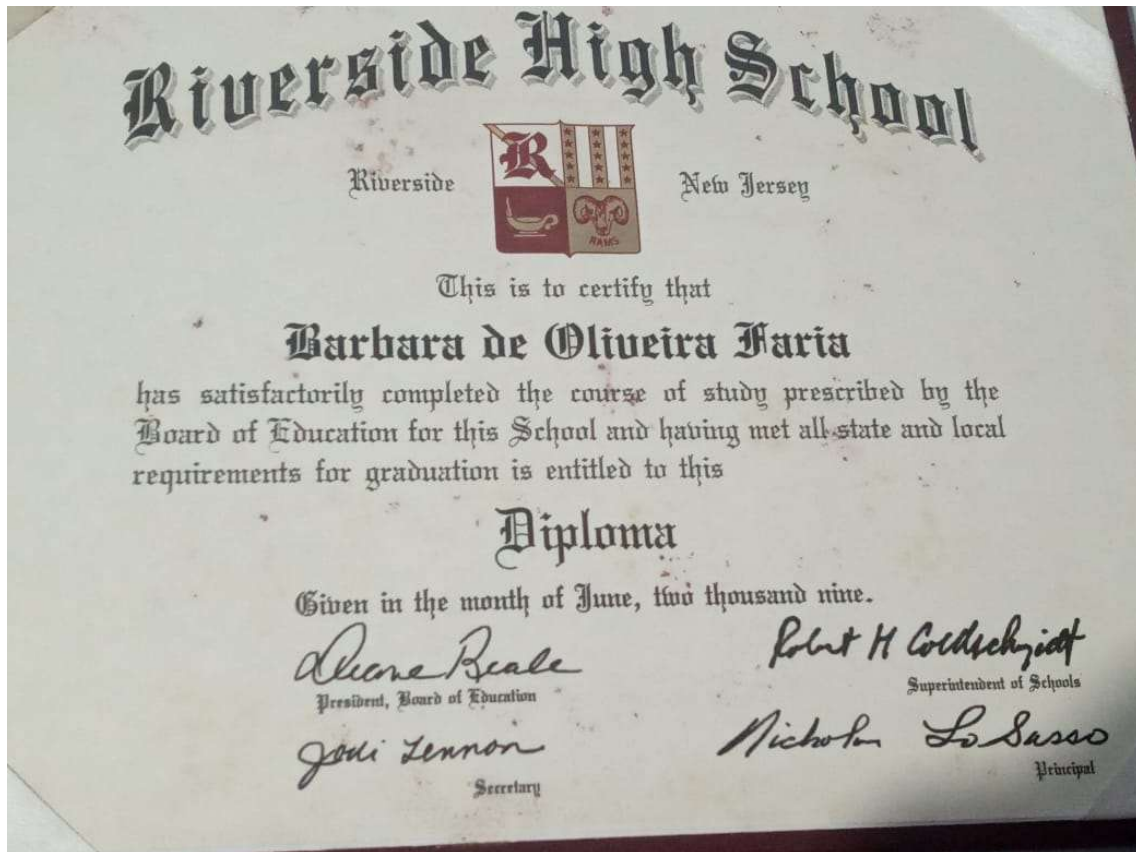 Riverside High School
Riverside New Jersey
R
RAMS
This is to certify that
Barbara de Oliveira Faria
has satisfactorily completed the course of study prescribed by the
Board of Education for this School and having met all state and local
requirements for graduation is entitled to this
Diploma
Given in the month of June, two thousand nine.
Duane Beale
President, Board of Education
Robert H Goldschmidt
Superintendent of Schools
Jodi Lennon
Secretary
Nicholas LoSasso
Principal